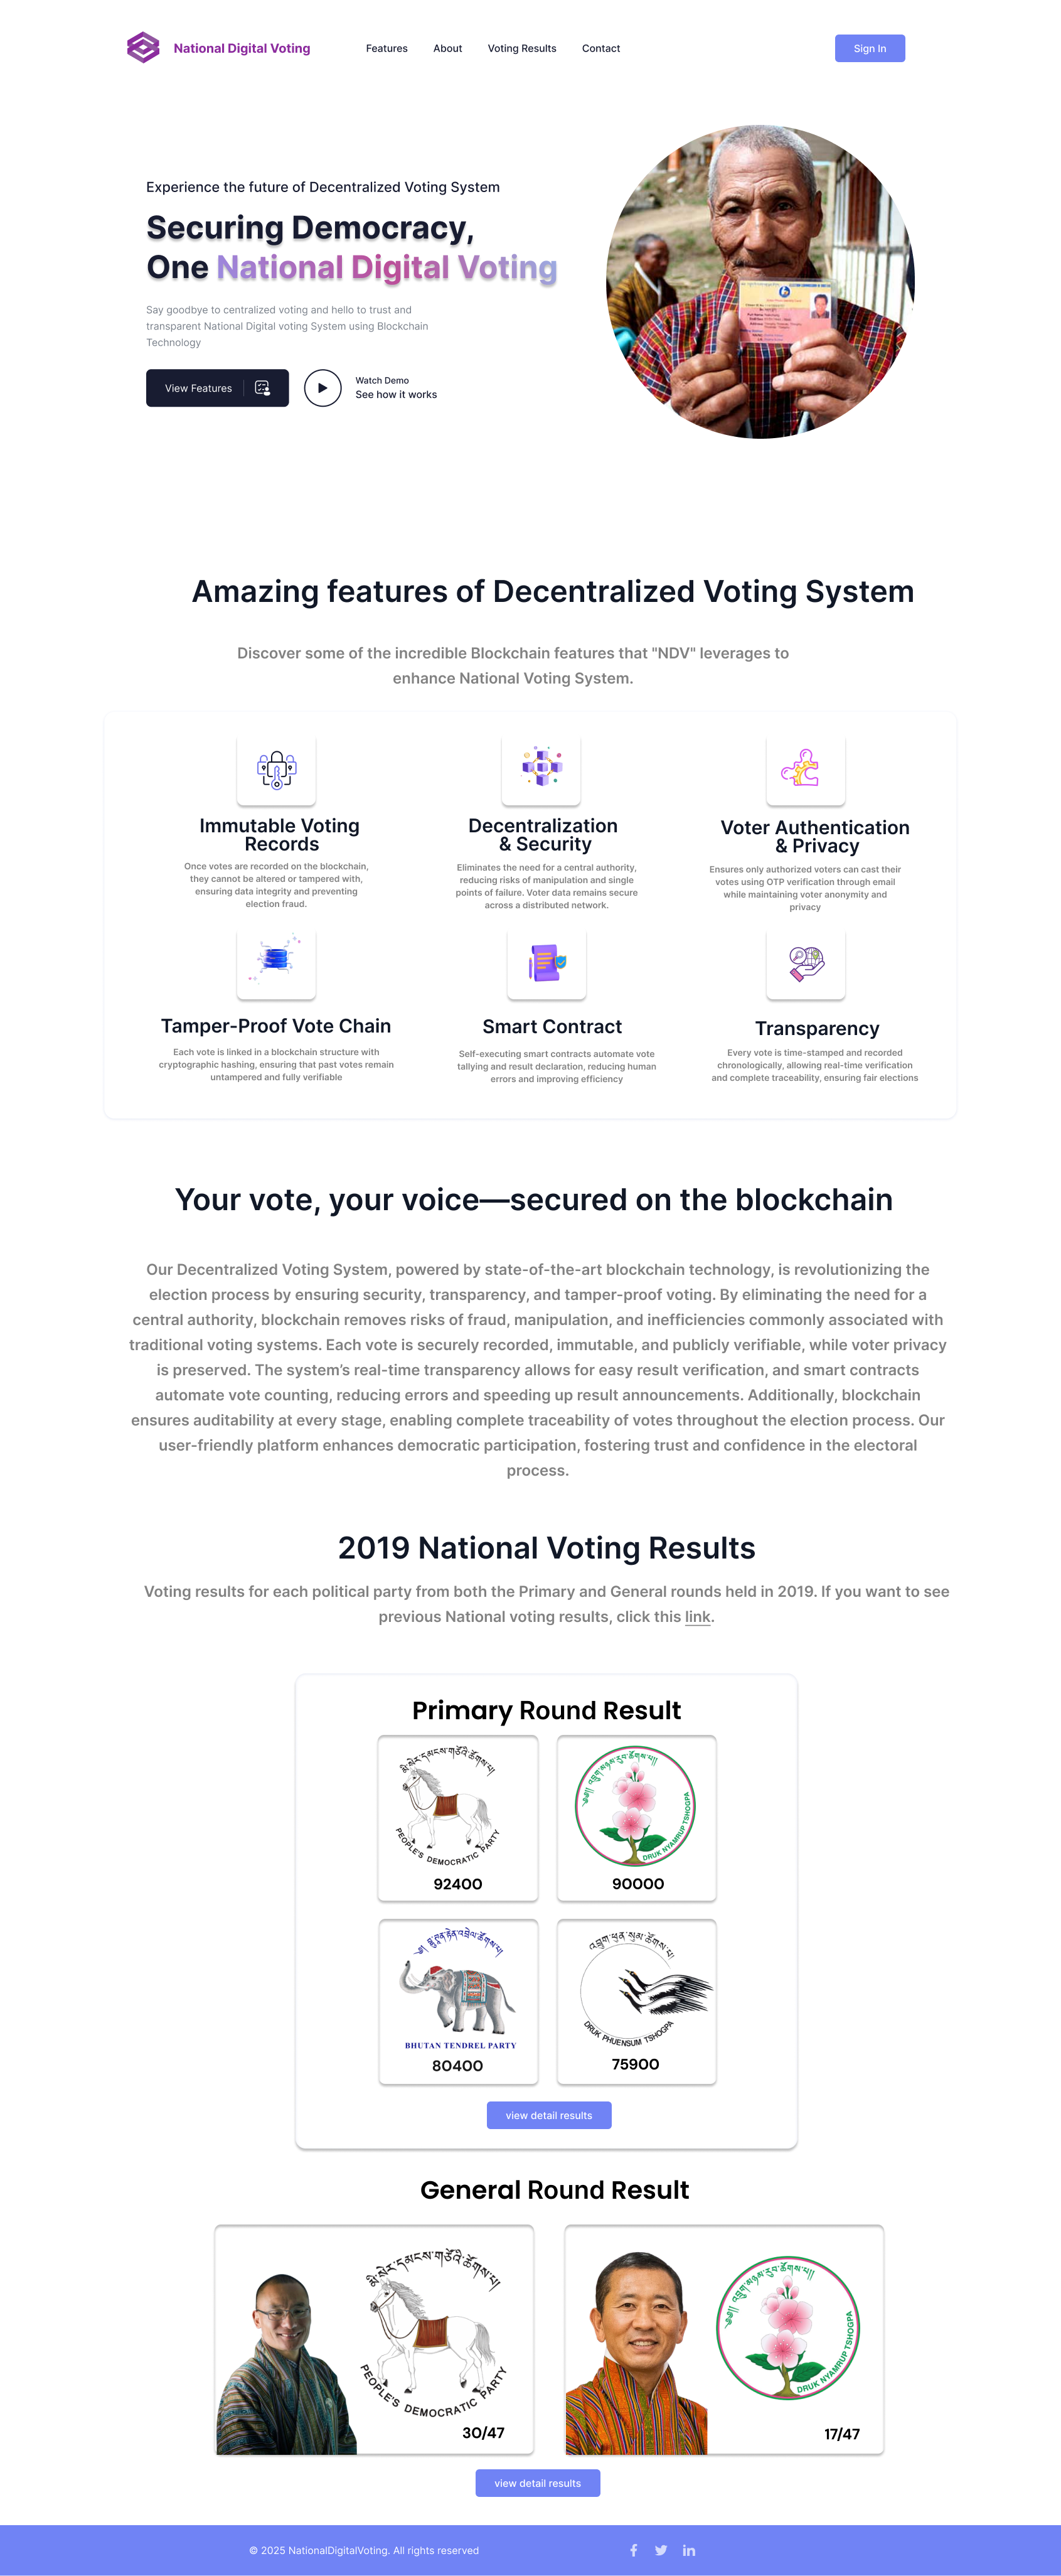 National Digital Voting
Features
About
Voting Results
Contact
Sign In
Experience the future of Decentralized Voting System
Securing Democracy,
One National Digital Voting
Say goodbye to centralized voting and hello to trust and
transparent National Digital voting System using Blockchain
Technology
View Features
Watch Demo
See how it works
Amazing features of Decentralized Voting System
Discover some of the incredible Blockchain features that "NDV" leverages to
enhance National Voting System.
Immutable Voting
Records
Once votes are recorded on the blockchain,
they cannot be altered or tampered with,
ensuring data integrity and preventing
election fraud.
Decentralization
& Security
Eliminates the need for a central authority,
reducing risks of manipulation and single
points of failure. Voter data remains secure
across a distributed network.
Voter Authentication
& Privacy
Ensures only authorized voters can cast their
votes using OTP verification through email
while maintaining voter anonymity and
privacy
Tamper-Proof Vote Chain
Each vote is linked in a blockchain structure with
cryptographic hashing, ensuring that past votes remain
untampered and fully verifiable
Smart Contract
Self-executing smart contracts automate vote
tallying and result declaration, reducing human
errors and improving efficiency
Transparency
Every vote is time-stamped and recorded
chronologically, allowing real-time verification
and complete traceability, ensuring fair elections
Your vote, your voice—secured on the blockchain
Our Decentralized Voting System, powered by state-of-the-art blockchain technology, is revolutionizing the
election process by ensuring security, transparency, and tamper-proof voting. By eliminating the need for a
central authority, blockchain removes risks of fraud, manipulation, and inefficiencies commonly associated with
traditional voting systems. Each vote is securely recorded, immutable, and publicly verifiable, while voter privacy
is preserved. The system’s real-time transparency allows for easy result verification, and smart contracts
automate vote counting, reducing errors and speeding up result announcements. Additionally, blockchain
ensures auditability at every stage, enabling complete traceability of votes throughout the election process. Our
user-friendly platform enhances democratic participation, fostering trust and confidence in the electoral
process.
2019 National Voting Results
Voting results for each political party from both the Primary and General rounds held in 2019. If you want to see
previous National voting results, click this link.
Primary Round Result
PEOPLE'S DEMOCRATIC PARTY
92400
DRUK NYAMRUP TSHOGPA
90000
BHUTAN TENDREL PARTY
80400
DRUK PHUENSUM TSHOGPA
75900
view detail results
General Round Result
PEOPLE'S DEMOCRATIC PARTY
30/47
DRUK NYAMRUP TSHOGPA
17/47
view detail results
© 2025 NationalDigitalVoting. All rights reserved